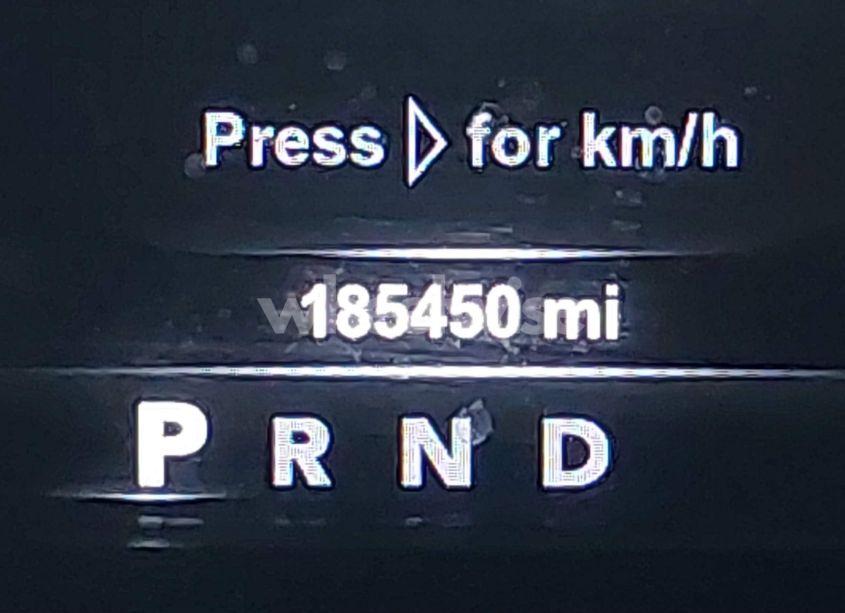 Press ▷ for km/h
185450 mi
P R N D